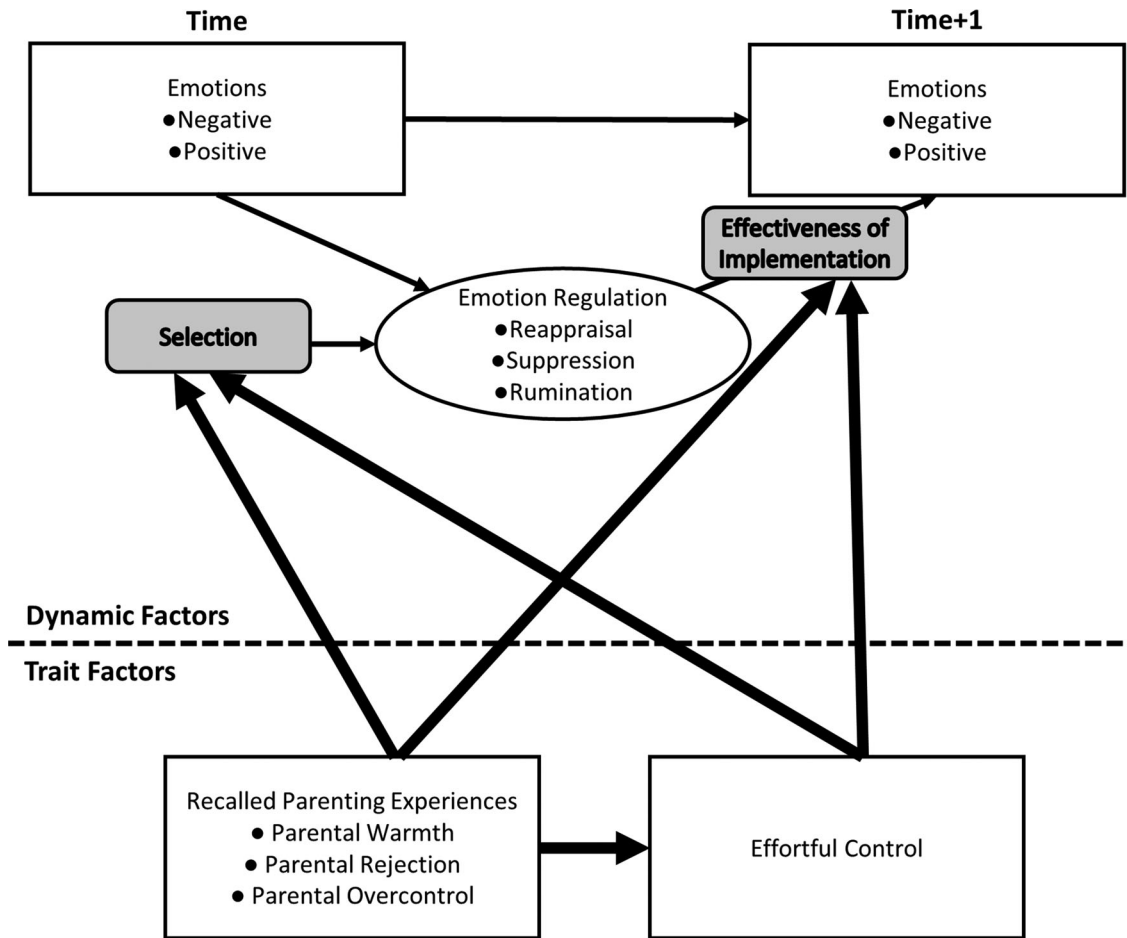 Time
Time+1
Emotions
●Negative
●Positive
Emotions
●Negative
●Positive
Effectiveness of
Implementation
Selection
Emotion Regulation
●Reappraisal
●Suppression
●Rumination
Dynamic Factors
Trait Factors
Recalled Parenting Experiences
● Parental Warmth
● Parental Rejection
● Parental Overcontrol
Effortful Control